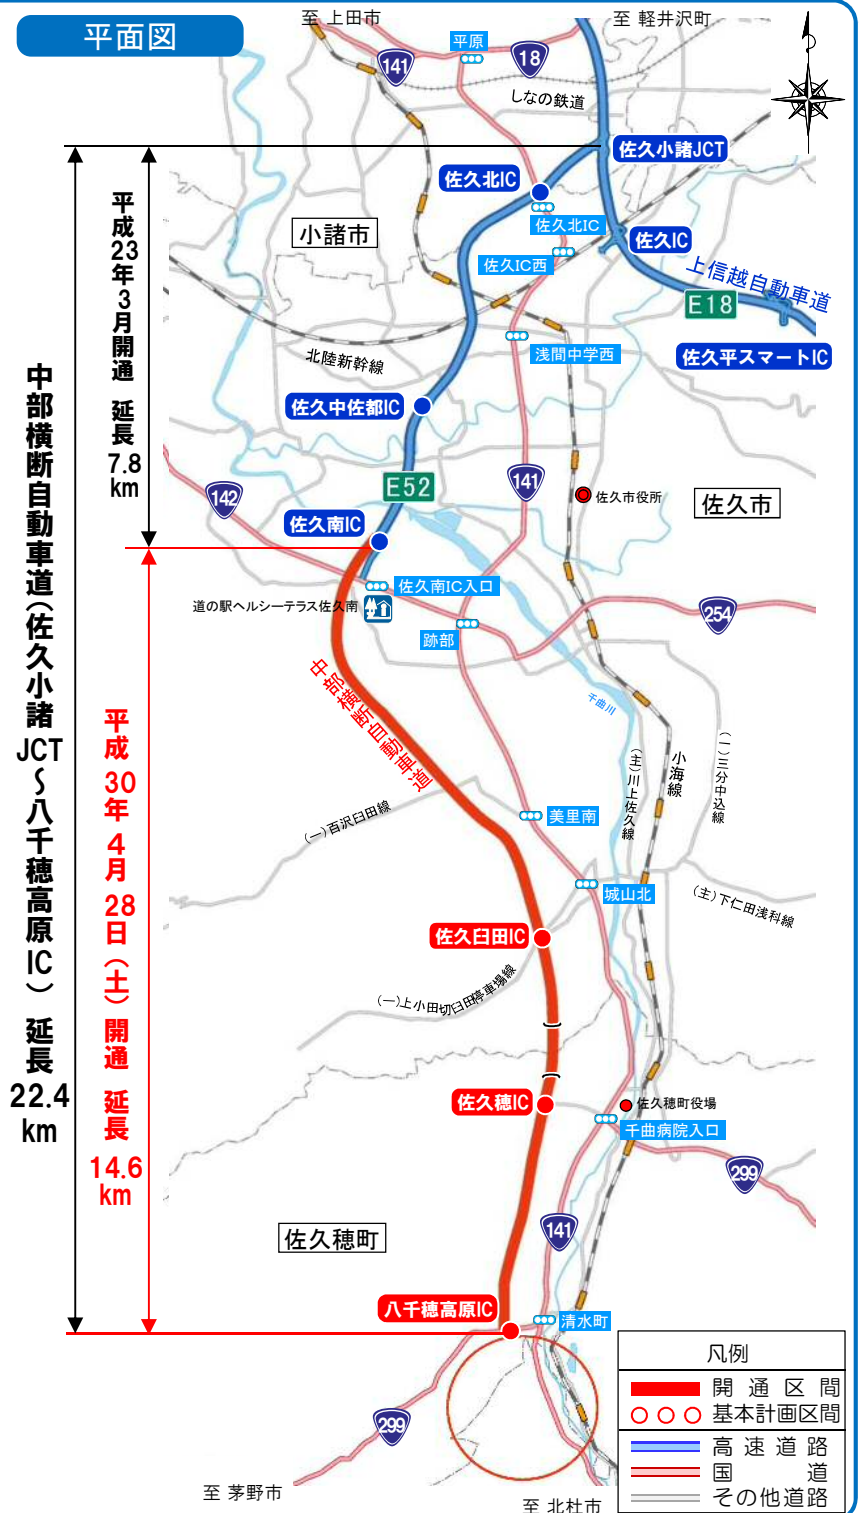 平面図
至 上田市
至 軽井沢町
平原
141
18
しなの鉄道
佐久小諸JCT
佐久北IC
佐久北IC
小諸市
佐久IC
佐久IC西
上信越自動車道
E18
浅間中学西
北陸新幹線
佐久平スマートIC
平成23年3月開通 延長 7.8km
佐久中佐都IC
E52
141
142
佐久市役所
佐久市
佐久南IC
佐久南IC入口
道の駅ヘルシーテラス佐久南
254
跡部
中部横断自動車道
千曲川
(主)川上佐久線
小海線
(一)三分中込線
中部横断自動車道(佐久小諸JCT～八千穂高原IC) 延長 22.4km
平成30年4月28日(土)開通 延長 14.6km
(一)百沢臼田線
美里南
城山北
(主)下仁田浅科線
佐久臼田IC
(一)上小田切臼田停車場線
佐久穂IC
佐久穂町役場
千曲病院入口
299
141
佐久穂町
八千穂高原IC
清水町
299
至 茅野市
至 北杜市
凡例
開通区間
基本計画区間
高速道路
国道
その他道路